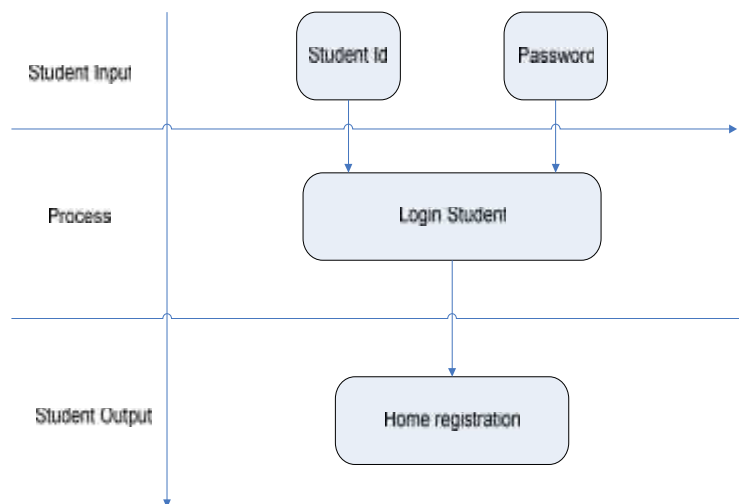 Student Input
Student Id
Password
Process
Login Student
Student Output
Home registration